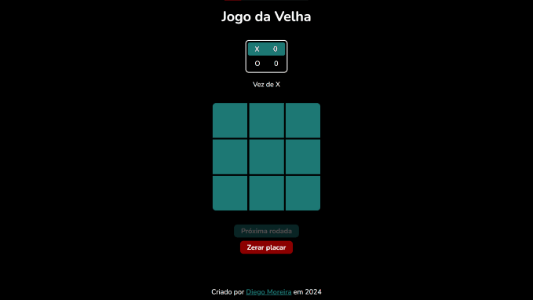 Jogo da Velha
X 0
O 0
Vez de X
Próxima rodada
Zerar placar
Criado por Diego Moreira em 2024